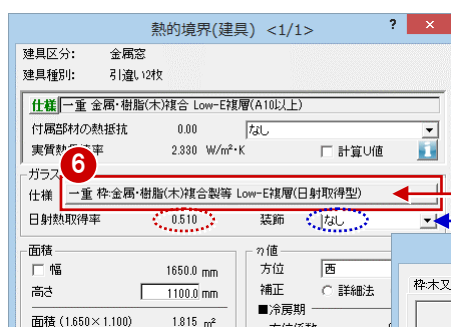 熱的境界(建具) <1/1>
?
×
建具区分: 金属窓
建具種別: 引違い2枚
仕様 一重 金属・樹脂(木)複合 Low-E複層(A10以上)
付属部材の熱抵抗 0.00 なし
実質熱 率 2.330 W/m²・K 計算U値
6
ガラス
仕様 一重 枠:金属・樹脂(木)複合製等 Low-E複層(日射取得型)
日射熱取得率 0.510 装飾 なし
面積
幅 1650.0 mm
高さ 1100.0 mm
面積 (1.650×1.100) 1.815 m²
η値
方位 西
補正 詳細法
■冷房期
枠:木又